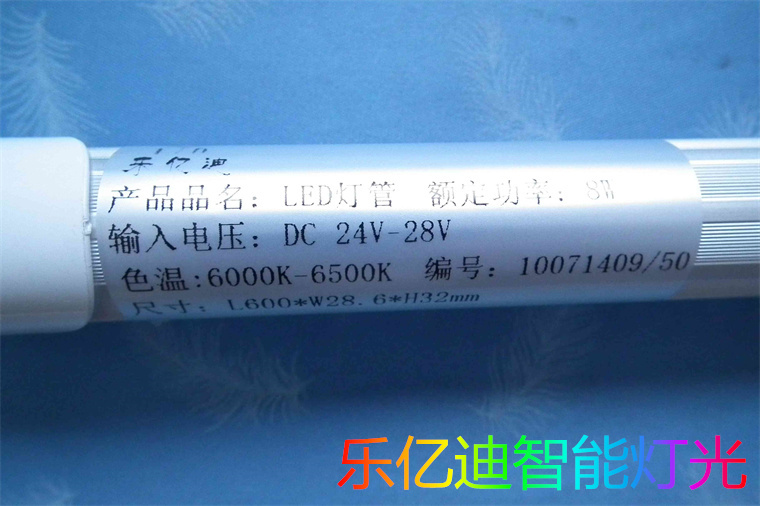 乐亿迪
产品品名: LED灯管 额定功率: 8W
输入电压: DC 24V-28V
色温:6000K-6500K 编号: 10071409/50
尺寸: L600*W28.6*H32mm
乐亿迪智能灯光